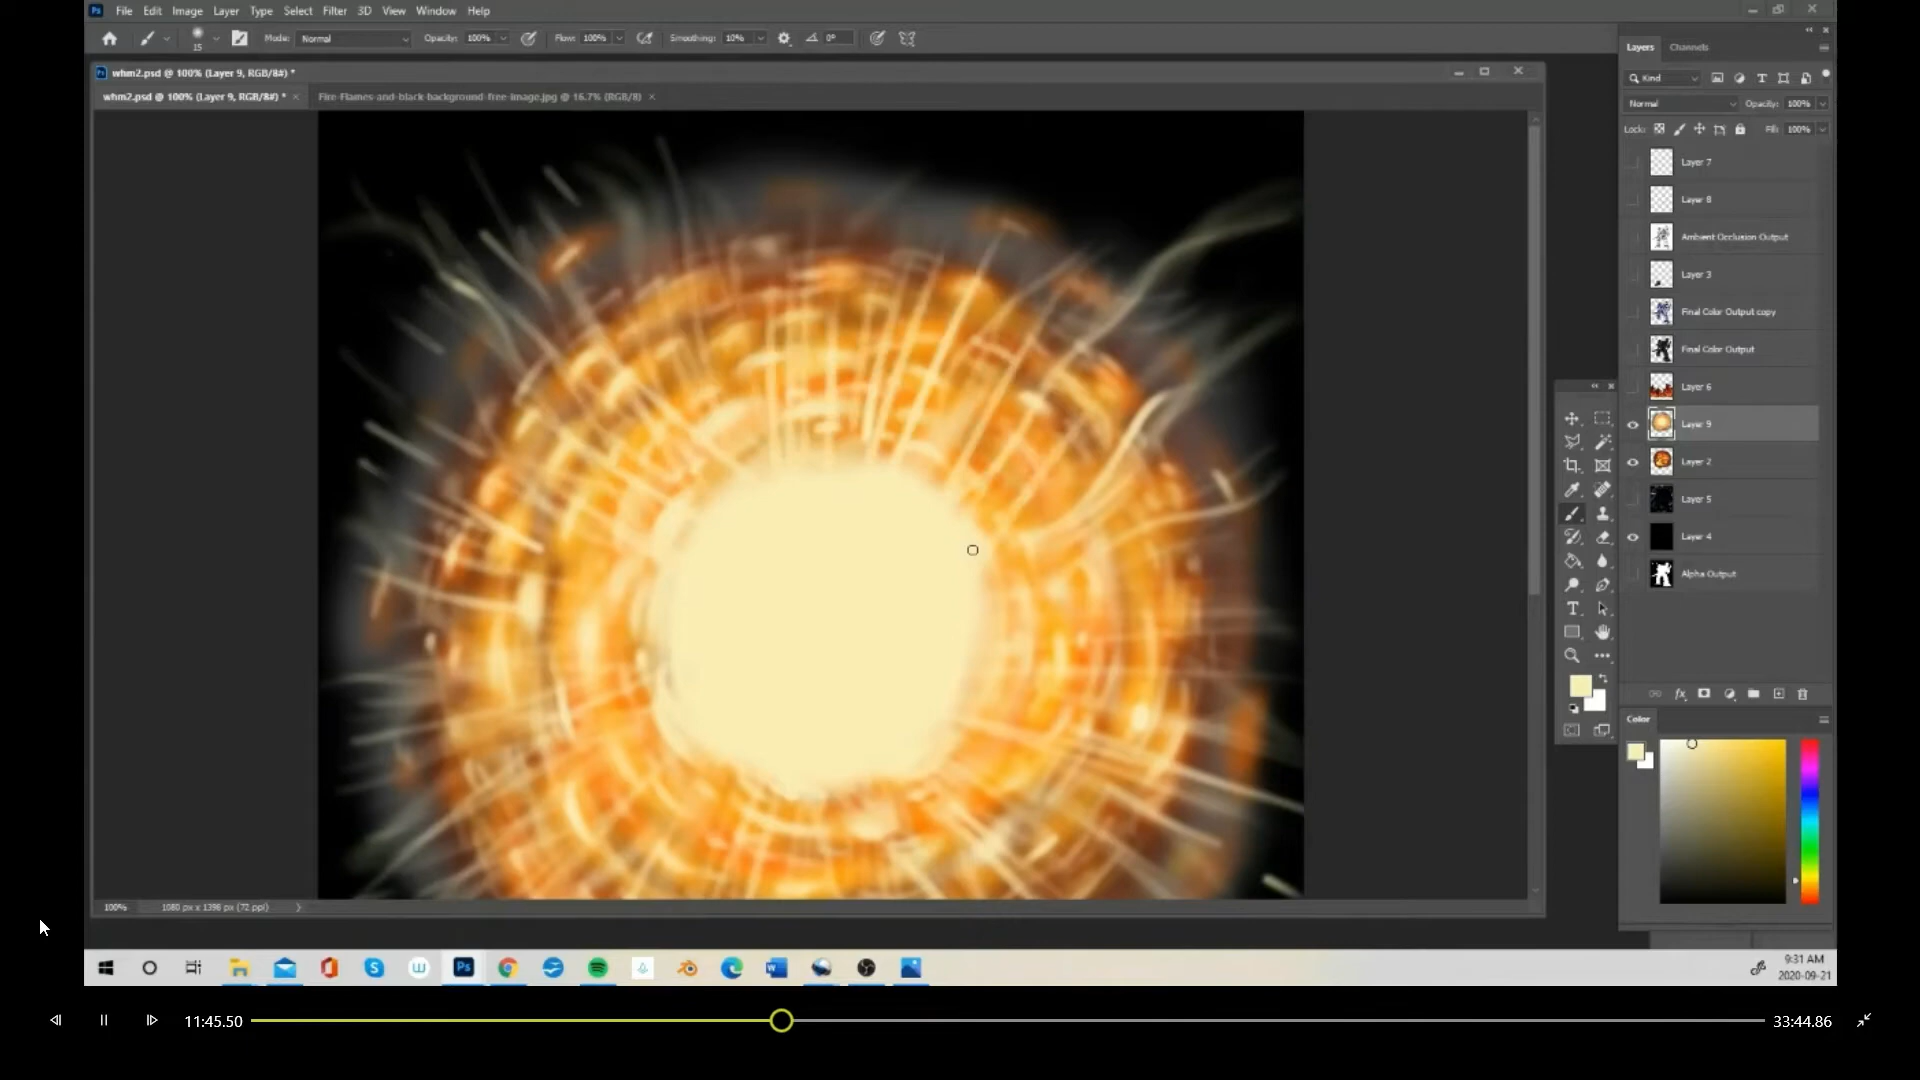 Ps File Edit Image Layer Type Select Filter 3D View Window Help
15 Mode: Normal Opacity: 100% Flow: 100% Smoothing: 10% 0°
whm2.psd @ 100% (Layer 9, RGB/8#) *
whm2.psd @ 100% (Layer 9, RGB/8#) * × Fire-Flames-and-black-background-free-image.jpg @ 16.7% (RGB/8) ×
Layers Channels
Kind
Normal Opacity: 100%
Lock: Fill: 100%
Layer 7
Layer 8
Ambient Occlusion Output
Layer 3
Final Color Output copy
Final Color Output
Layer 6
Layer 9
Layer 2
Layer 5
Layer 4
Alpha Output
fx
Color
100% 1080 px x 1396 px (72 ppi)
Ps
9:31 AM
2020-09-21
11:45.50 33:44.86